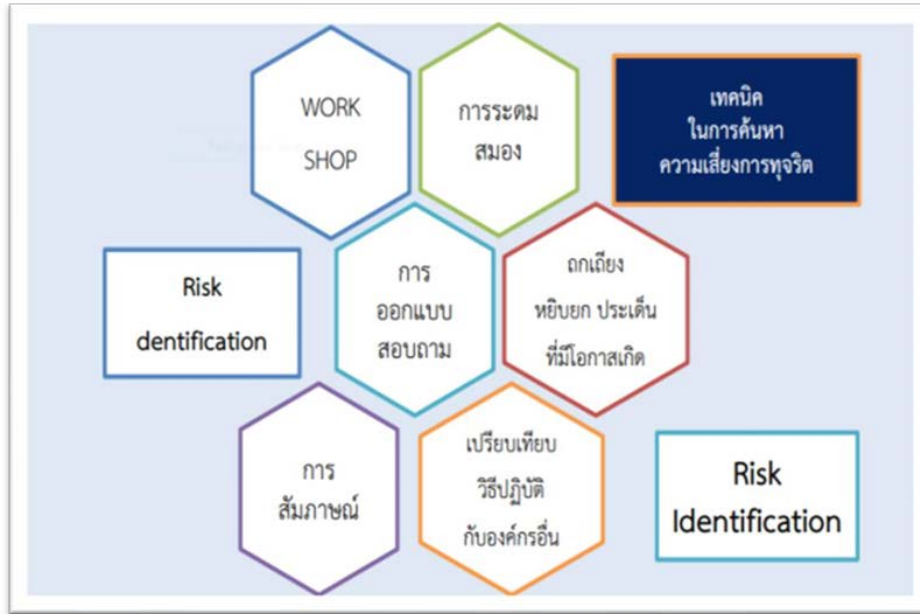 WORK
SHOP
การระดม
สมอง
เทคนิค
ในการค้นหา
ความเสี่ยงการทุจริต
Risk
dentification
การ
ออกแบบ
สอบถาม
ถกเถียง
หยิบยก ประเด็น
ที่มีโอกาสเกิด
การ
สัมภาษณ์
เปรียบเทียบ
วิธีปฏิบัติ
กับองค์กรอื่น
Risk
Identification